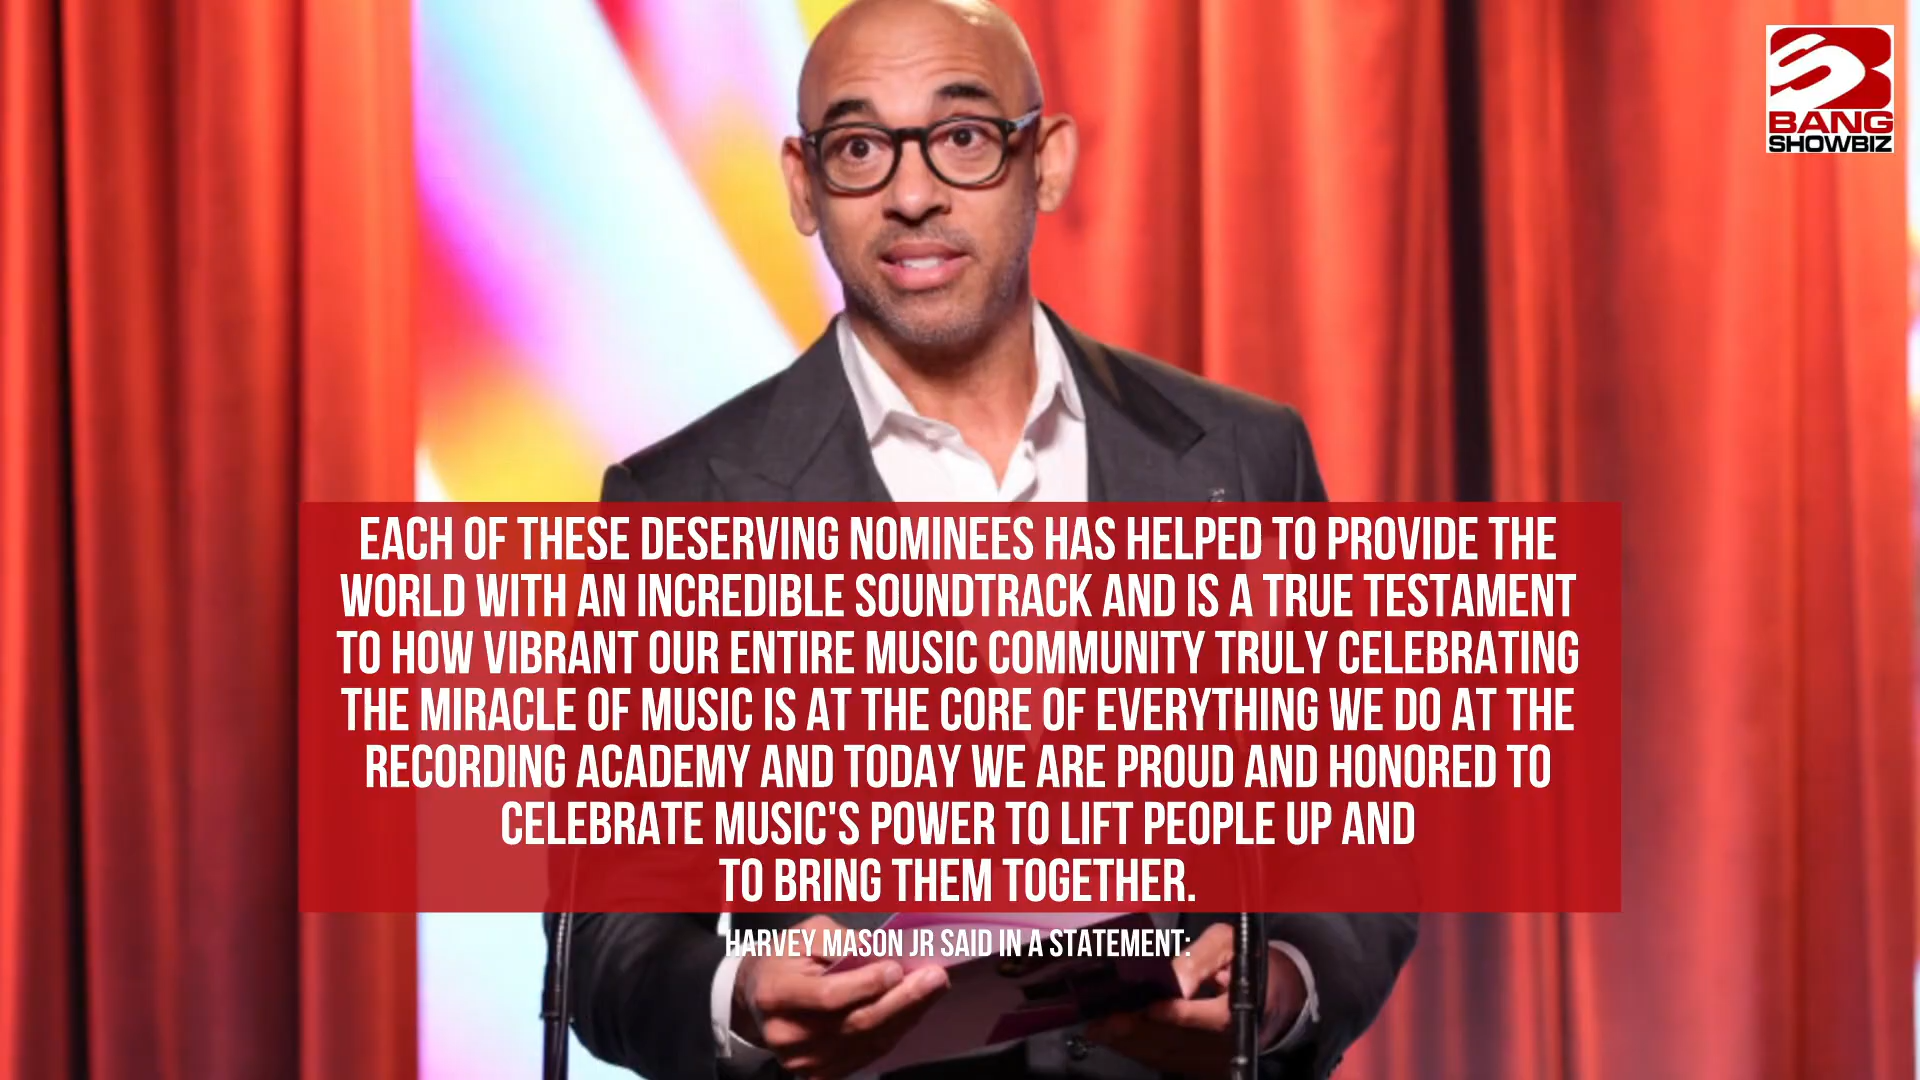 BANG
SHOWBIZ
EACH OF THESE DESERVING NOMINEES HAS HELPED TO PROVIDE THE
WORLD WITH AN INCREDIBLE SOUNDTRACK AND IS A TRUE TESTAMENT
TO HOW VIBRANT OUR ENTIRE MUSIC COMMUNITY TRULY CELEBRATING
THE MIRACLE OF MUSIC IS AT THE CORE OF EVERYTHING WE DO AT THE
RECORDING ACADEMY AND TODAY WE ARE PROUD AND HONORED TO
CELEBRATE MUSIC'S POWER TO LIFT PEOPLE UP AND
TO BRING THEM TOGETHER.
HARVEY MASON JR SAID IN A STATEMENT: